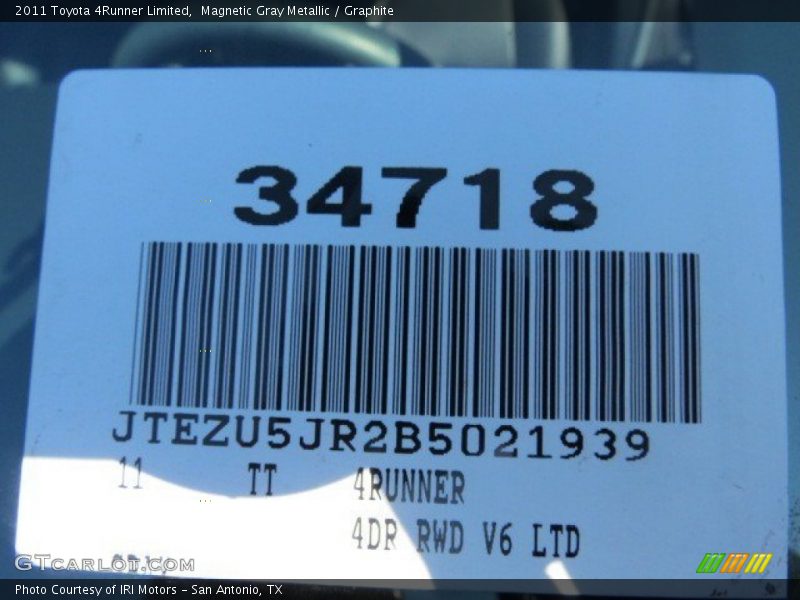 2011 Toyota 4Runner Limited, Magnetic Gray Metallic / Graphite
34718
JTEZU5JR2B5021939
11 TT 4RUNNER
4DR RWD V6 LTD
GTCARLOT.COM
Photo Courtesy of IRI Motors – San Antonio, TX